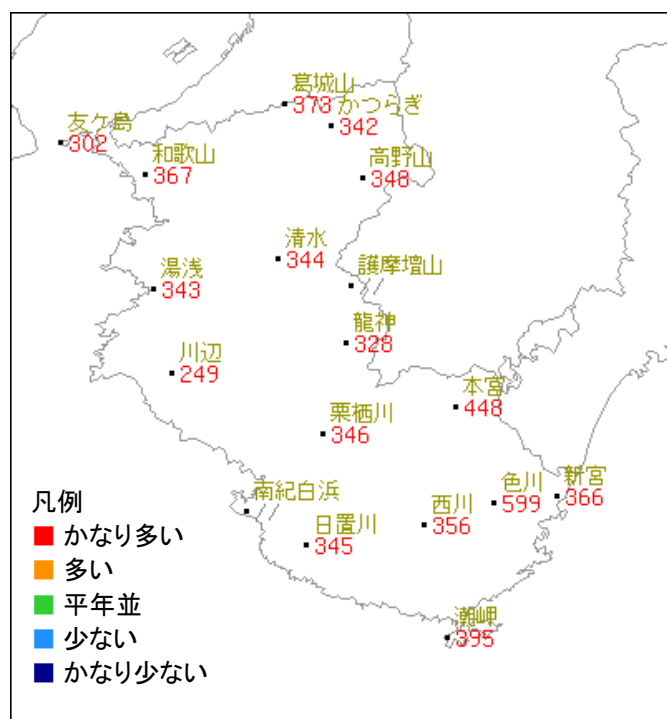 葛城山
373
かつらぎ
342
友ケ島
302
和歌山
367
高野山
348
清水
344
護摩壇山
//
湯浅
343
龍神
328
川辺
249
本宮
448
栗栖川
346
南紀白浜
//
日置川
345
西川
356
色川
599
新宮
366
潮岬
395
凡例
かなり多い
多い
平年並
少ない
かなり少ない